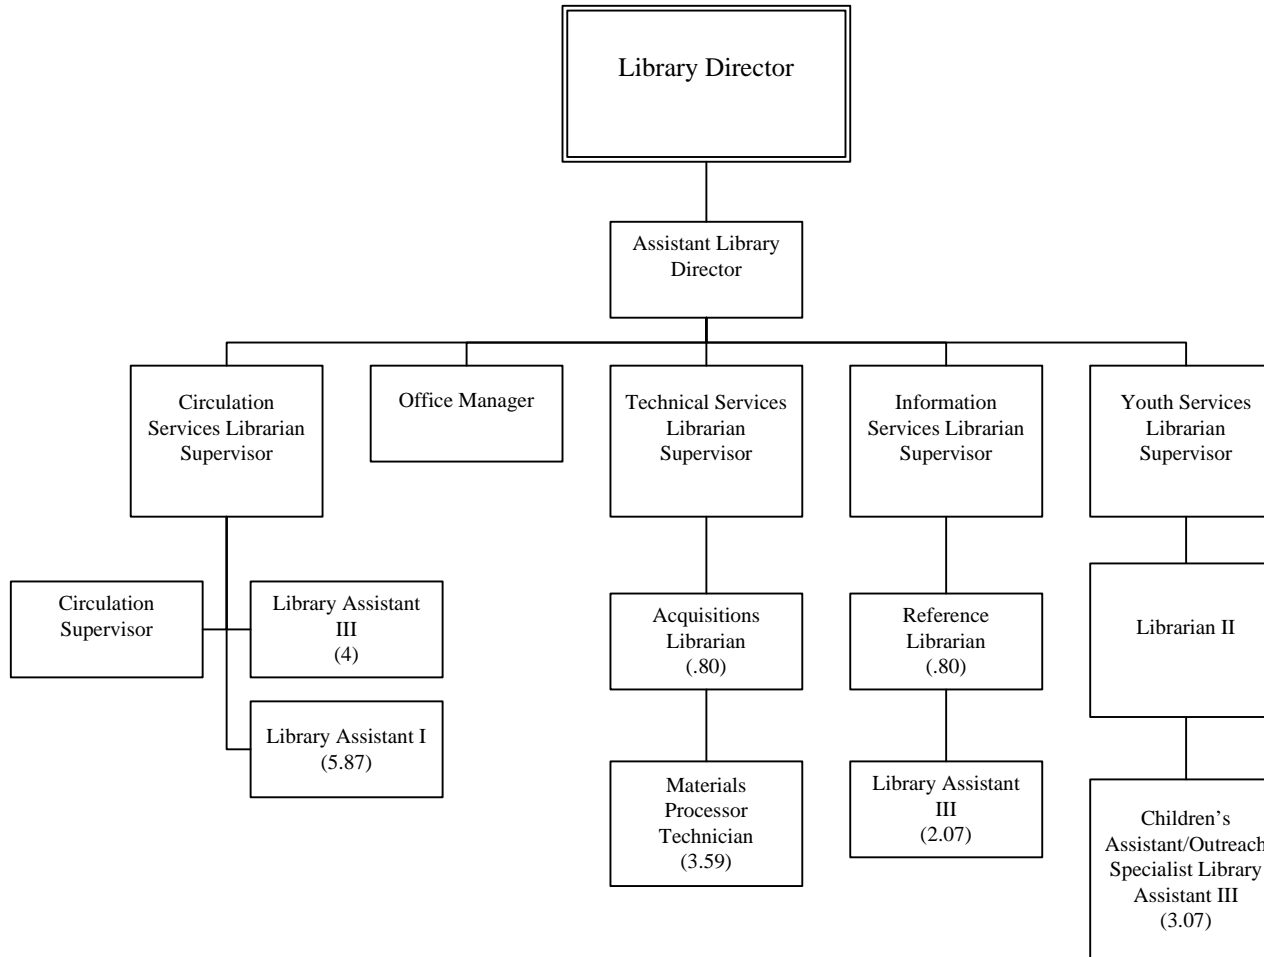 Library Director
Assistant Library
Director
Circulation
Services Librarian
Supervisor
Office Manager
Technical Services
Librarian
Supervisor
Information
Services Librarian
Supervisor
Youth Services
Librarian
Supervisor
Circulation
Supervisor
Library Assistant
III
(4)
Acquisitions
Librarian
(.80)
Reference
Librarian
(.80)
Librarian II
Library Assistant I
(5.87)
Materials
Processor
Technician
(3.59)
Library Assistant
III
(2.07)
Children’s
Assistant/Outreach
Specialist Library
Assistant III
(3.07)